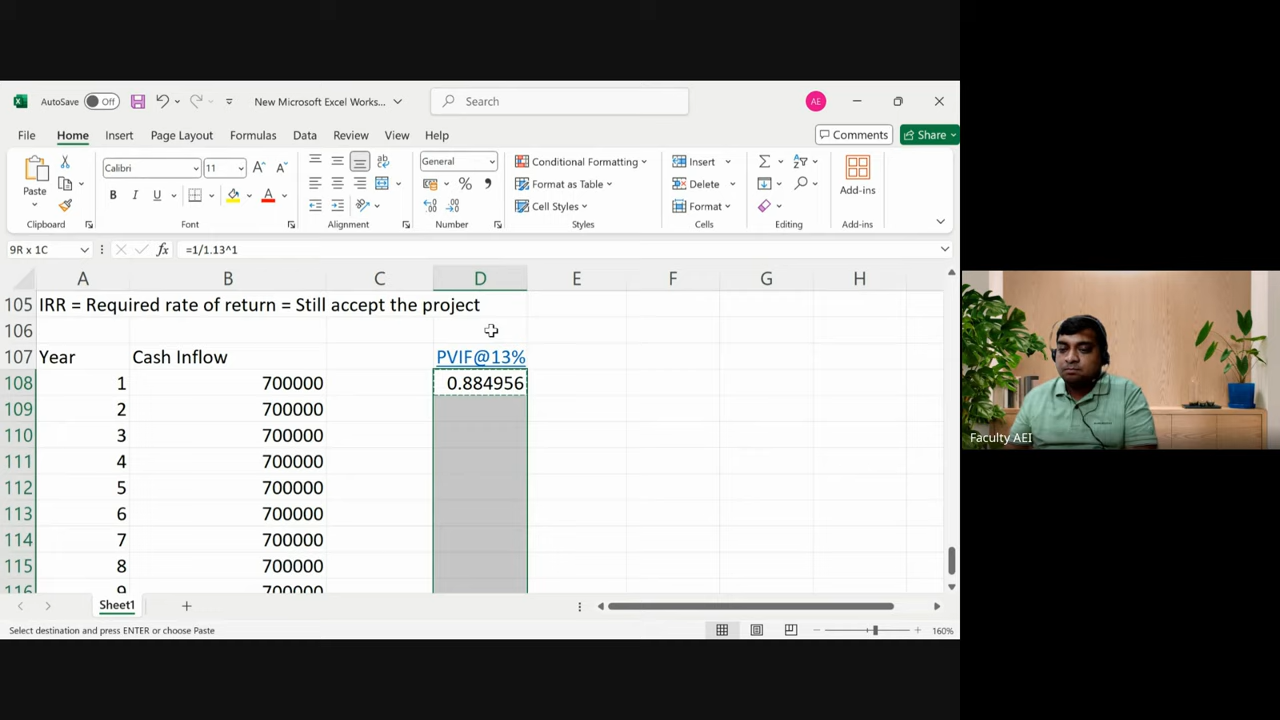 AutoSave Off New Microsoft Excel Works... Search AE
File Home Insert Page Layout Formulas Data Review View Help Comments Share
Paste Calibri 11 A A ab General Conditional Formatting Insert Add-ins
B I U A % Format as Table Delete
Cell Styles Format
Clipboard Font Alignment Number Styles Cells Editing Add-ins
9R x 1C fx =1/1.13^1
A B C D E F G H
105 IRR = Required rate of return = Still accept the project
106
107 Year Cash Inflow PVIF@13%
108 1 700000 0.884956
109 2 700000
110 3 700000
111 4 700000
112 5 700000
113 6 700000
114 7 700000
115 8 700000
116 9 700000
Sheet1
Select destination and press ENTER or choose Paste 160%
Faculty AEI